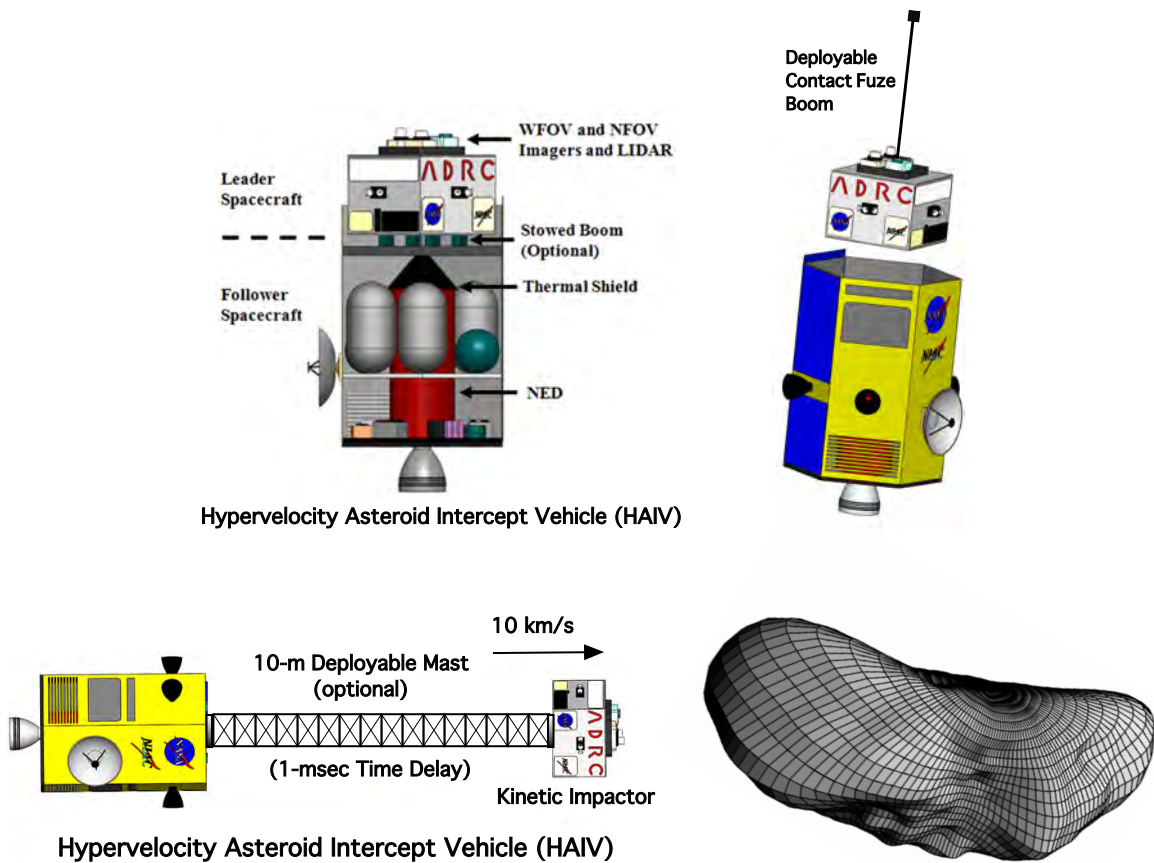 Deployable
Contact Fuze
Boom
WFOV and NFOV
Imagers and LIDAR
Leader
Spacecraft
ADRC
Stowed Boom
(Optional)
Thermal Shield
Follower
Spacecraft
NED
Hypervelocity Asteroid Intercept Vehicle (HAIV)
ADRC
10 km/s
10-m Deployable Mast
(optional)
ADRC
(1-msec Time Delay)
Kinetic Impactor
Hypervelocity Asteroid Intercept Vehicle (HAIV)